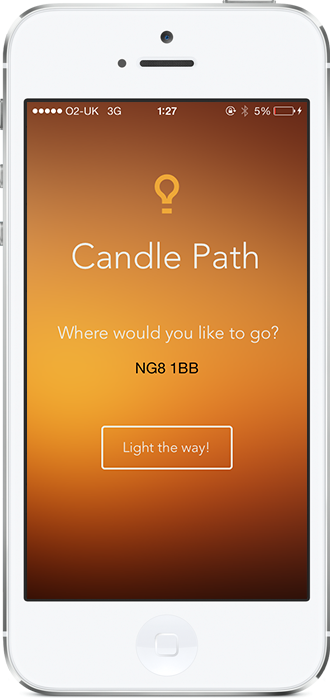 O2-UK 3G 1:27 5%
Candle Path
Where would you like to go?
NG8 1BB
Light the way!